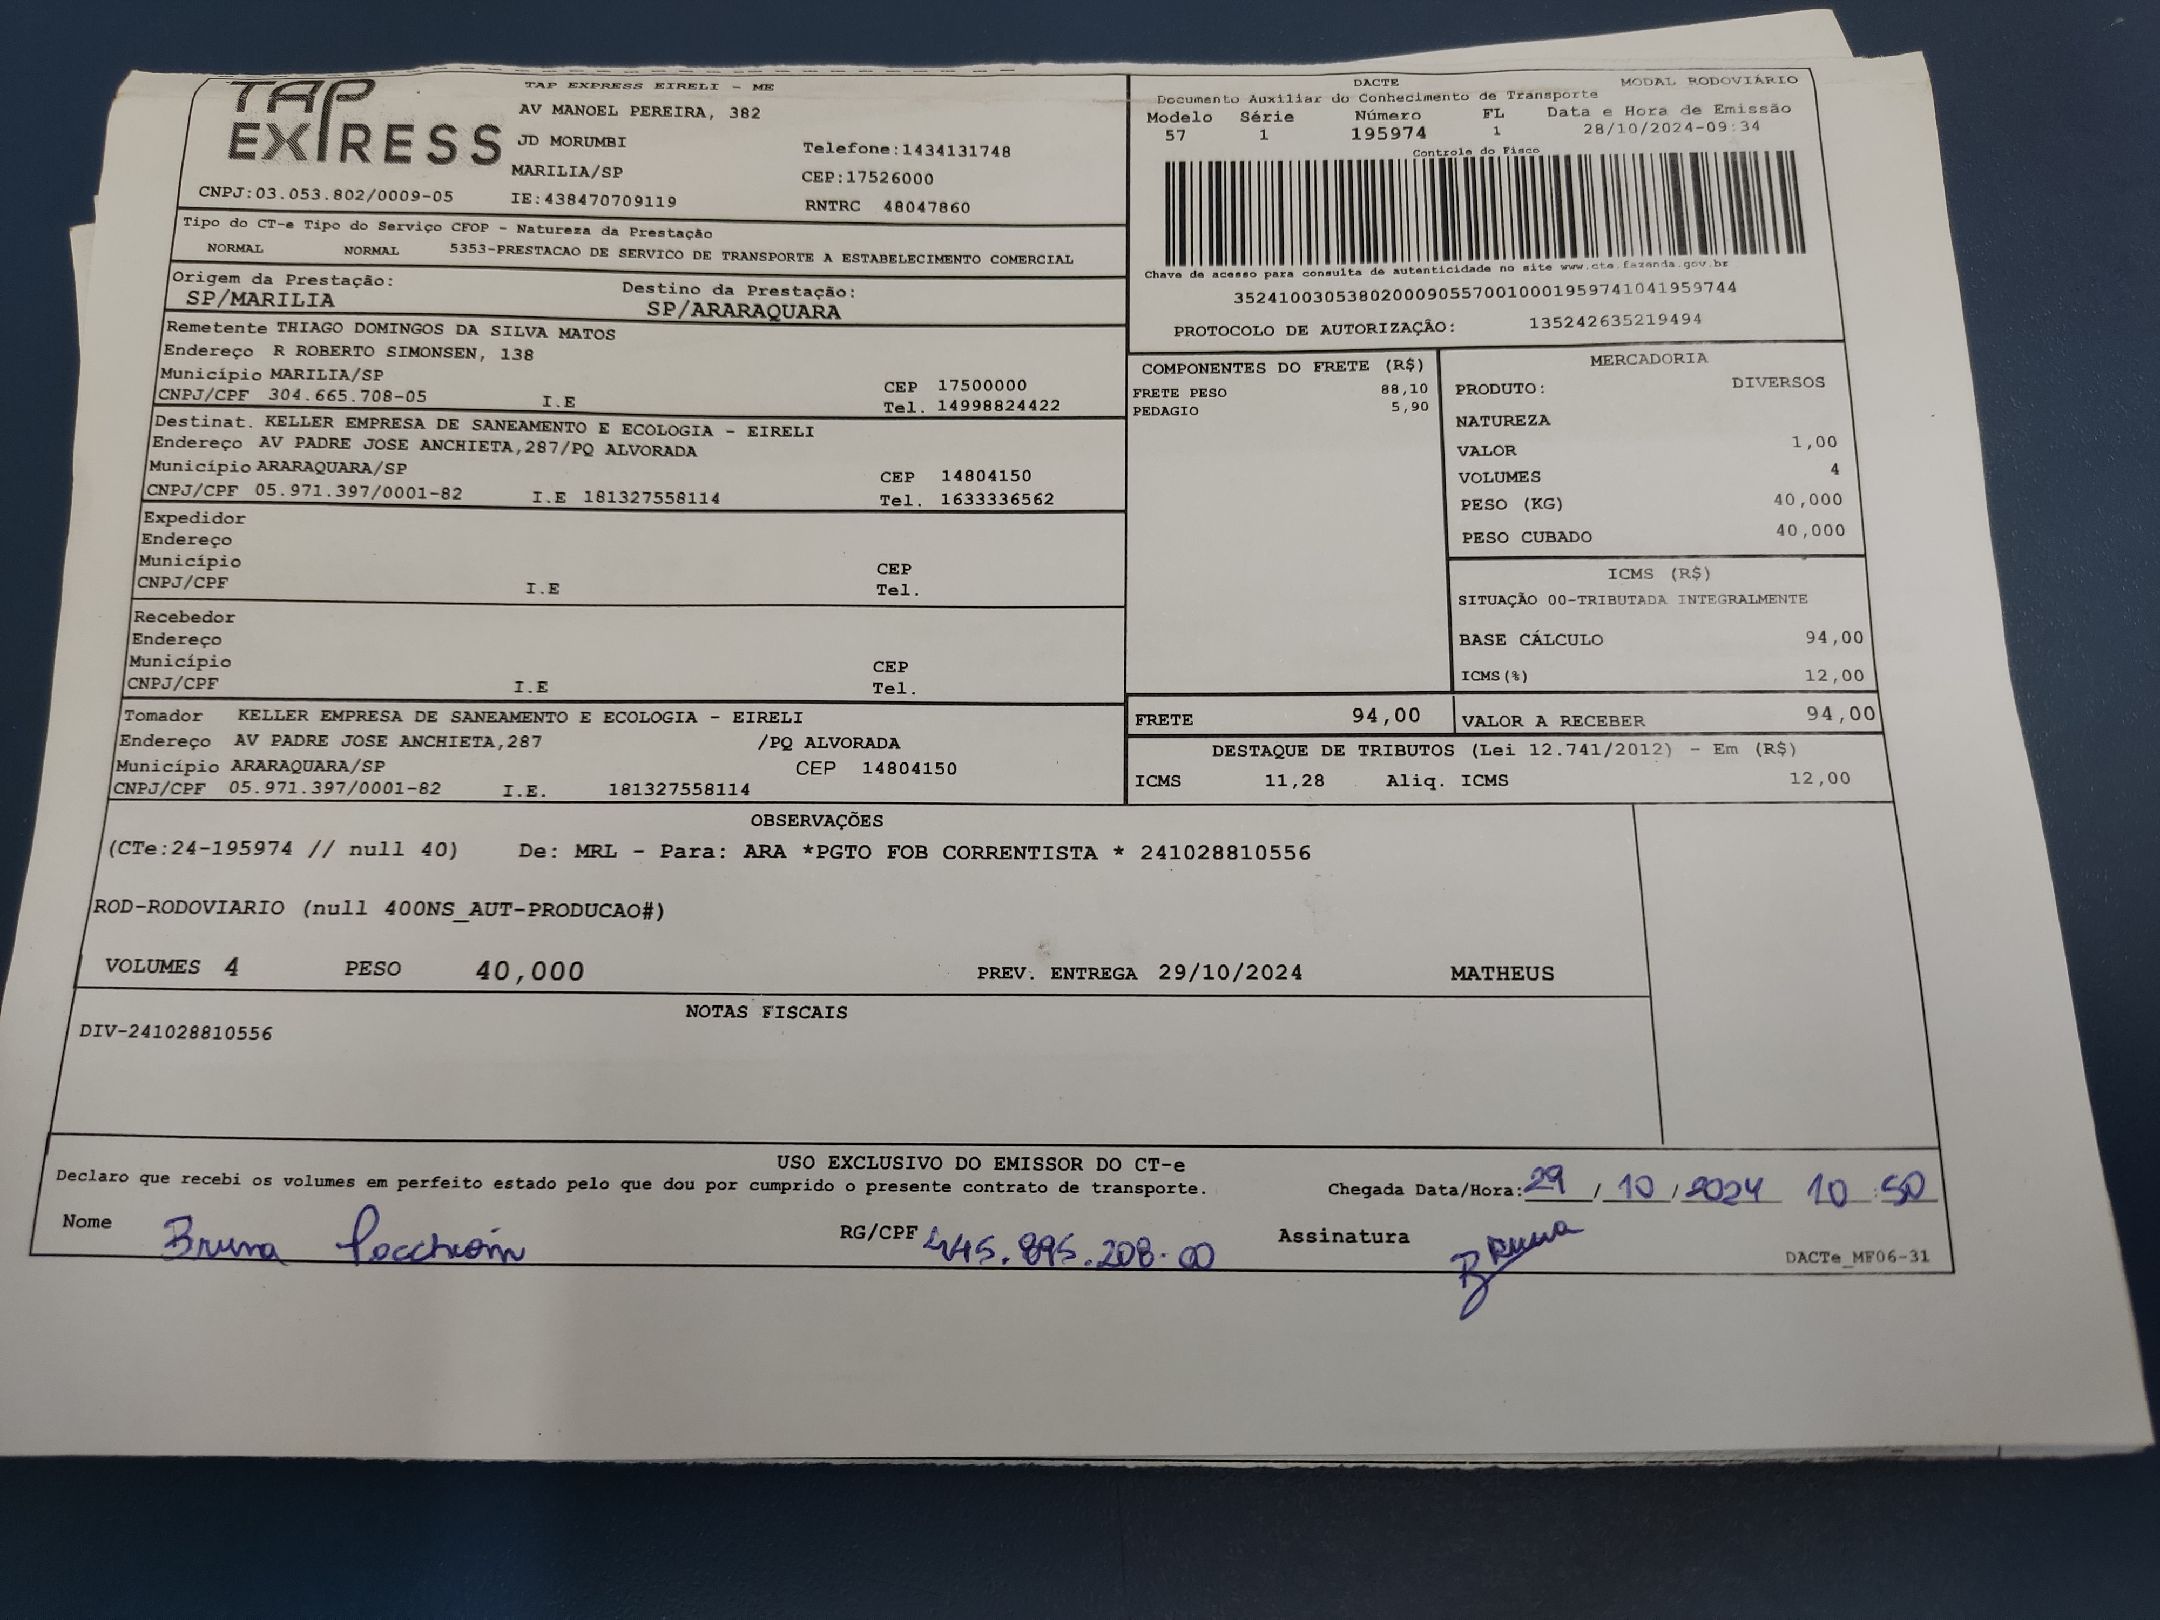 TAP
EXPRESS
TAP EXPRESS EIRELI - ME
AV MANOEL PEREIRA, 382
JD MORUMBI
Telefone:1434131748
MARILIA/SP
CEP:17526000
CNPJ:03.053.802/0009-05
IE:438470709119
RNTRC 48047860
DACTE
MODAL RODOVIÁRIO
Documento Auxiliar do Conhecimento de Transporte
Modelo Série Número FL Data e Hora de Emissão
57 1 195974 1 28/10/2024-09:34
Controle do Fisco
Chave de acesso para consulta de autenticidade no site www.cte.fazenda.gov.br
35241003053802000905570010001959741041959744
PROTOCOLO DE AUTORIZAÇÃO: 135242635219494
Tipo do CT-e Tipo do Serviço CFOP - Natureza da Prestação
NORMAL NORMAL 5353-PRESTACAO DE SERVICO DE TRANSPORTE A ESTABELECIMENTO COMERCIAL
Origem da Prestação: Destino da Prestação:
SP/MARILIA SP/ARARAQUARA
Remetente THIAGO DOMINGOS DA SILVA MATOS
Endereço R ROBERTO SIMONSEN, 138
Município MARILIA/SP CEP 17500000
CNPJ/CPF 304.665.708-05 I.E Tel. 14998824422
Destinat. KELLER EMPRESA DE SANEAMENTO E ECOLOGIA - EIRELI
Endereço AV PADRE JOSE ANCHIETA,287/PQ ALVORADA
Município ARARAQUARA/SP CEP 14804150
CNPJ/CPF 05.971.397/0001-82 I.E 181327558114 Tel. 1633336562
Expedidor
Endereço
Município CEP
CNPJ/CPF I.E Tel.
Recebedor
Endereço
Município CEP
CNPJ/CPF I.E Tel.
Tomador KELLER EMPRESA DE SANEAMENTO E ECOLOGIA - EIRELI
Endereço AV PADRE JOSE ANCHIETA,287 /PQ ALVORADA
Município ARARAQUARA/SP CEP 14804150
CNPJ/CPF 05.971.397/0001-82 I.E. 181327558114
COMPONENTES DO FRETE (R$)
FRETE PESO 88,10
PEDAGIO 5,90
MERCADORIA
PRODUTO: DIVERSOS
NATUREZA
VALOR 1,00
VOLUMES 4
PESO (KG) 40,000
PESO CUBADO 40,000
ICMS (R$)
SITUAÇÃO 00-TRIBUTADA INTEGRALMENTE
BASE CÁLCULO 94,00
ICMS(%) 12,00
FRETE 94,00 VALOR A RECEBER 94,00
DESTAQUE DE TRIBUTOS (Lei 12.741/2012) - Em (R$)
ICMS 11,28 Aliq. ICMS 12,00
OBSERVAÇÕES
(CTe:24-195974 // null 40) De: MRL - Para: ARA *PGTO FOB CORRENTISTA * 241028810556
ROD-RODOVIARIO (null 400NS_AUT-PRODUCAO#)
VOLUMES 4 PESO 40,000 PREV. ENTREGA 29/10/2024 MATHEUS
NOTAS FISCAIS
DIV-241028810556
USO EXCLUSIVO DO EMISSOR DO CT-e
Declaro que recebi os volumes em perfeito estado pelo que dou por cumprido o presente contrato de transporte.
Chegada Data/Hora: 29 / 10 / 2024 10 : 50
Nome Bruna RG/CPF 445.895.208-00 Assinatura Bruna
DACTe_MF06-31